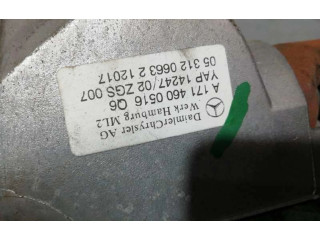 DaimlerChrysler AG
Werk Hamburg ML2
A 171 460 0516 Q6
YAP 14247/02 ZGS 007
05 312 0663 2 12017